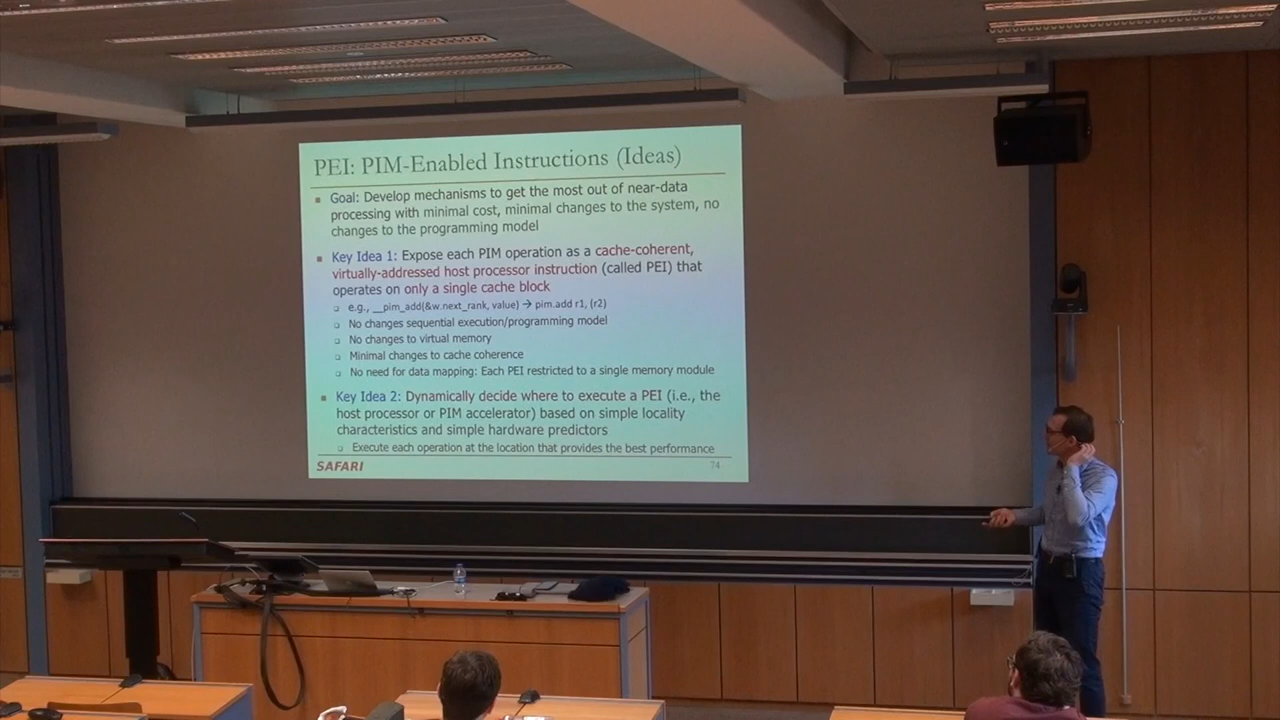 PEI: PIM-Enabled Instructions (Ideas)
Goal: Develop mechanisms to get the most out of near-data
processing with minimal cost, minimal changes to the system, no
changes to the programming model
Key Idea 1: Expose each PIM operation as a cache-coherent,
virtually-addressed host processor instruction (called PEI) that
operates on only a single cache block
e.g., __pim_add(&w.next_rank, value) → pim.add r1, (r2)
No changes sequential execution/programming model
No changes to virtual memory
Minimal changes to cache coherence
No need for data mapping: Each PEI restricted to a single memory module
Key Idea 2: Dynamically decide where to execute a PEI (i.e., the
host processor or PIM accelerator) based on simple locality
characteristics and simple hardware predictors
Execute each operation at the location that provides the best performance
SAFARI
74